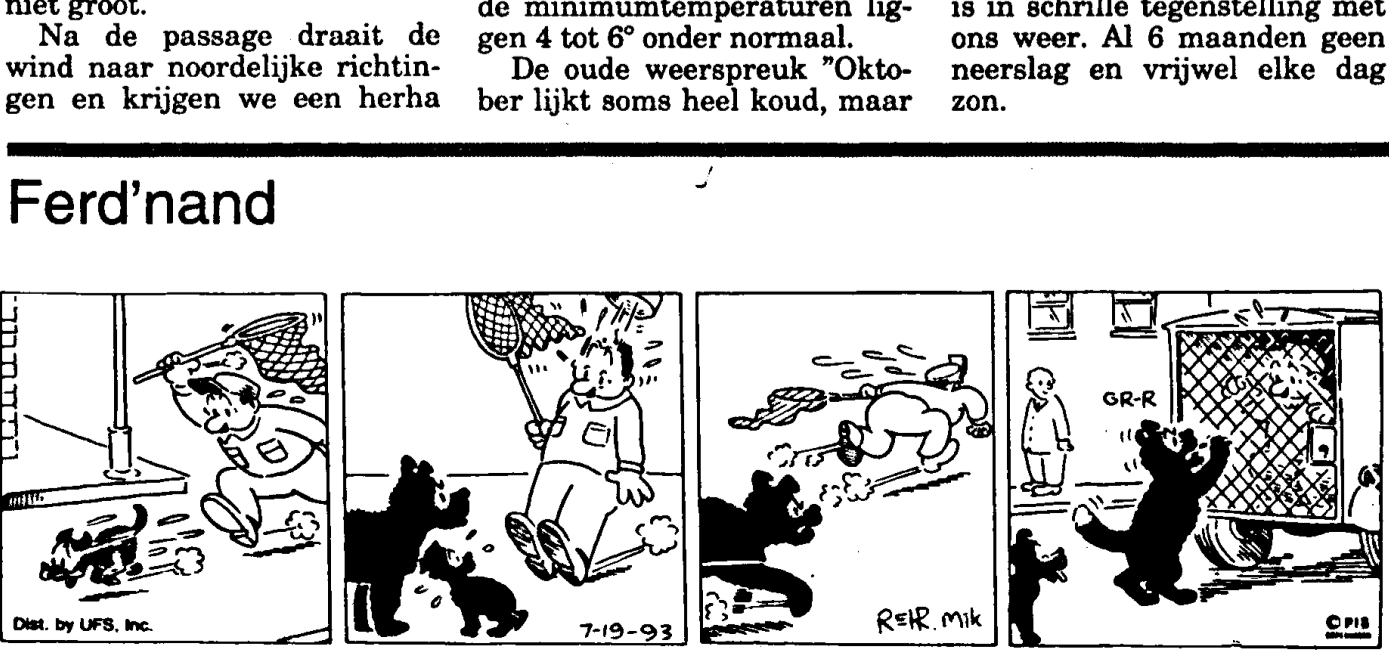 niet groot.
Na de passage draait de
wind naar noordelijke richtin-
gen en krijgen we een herha
de minimumtemperaturen lig-
gen 4 tot 6° onder normaal.
De oude weerspreuk "Okto-
ber lijkt soms heel koud, maar
is in schrille tegenstelling met
ons weer. Al 6 maanden geen
neerslag en vrijwel elke dag
zon.
Ferd'nand
Dist. by UFS, Inc.
7-19-93
REHR. Mik
GR-R
© PIB